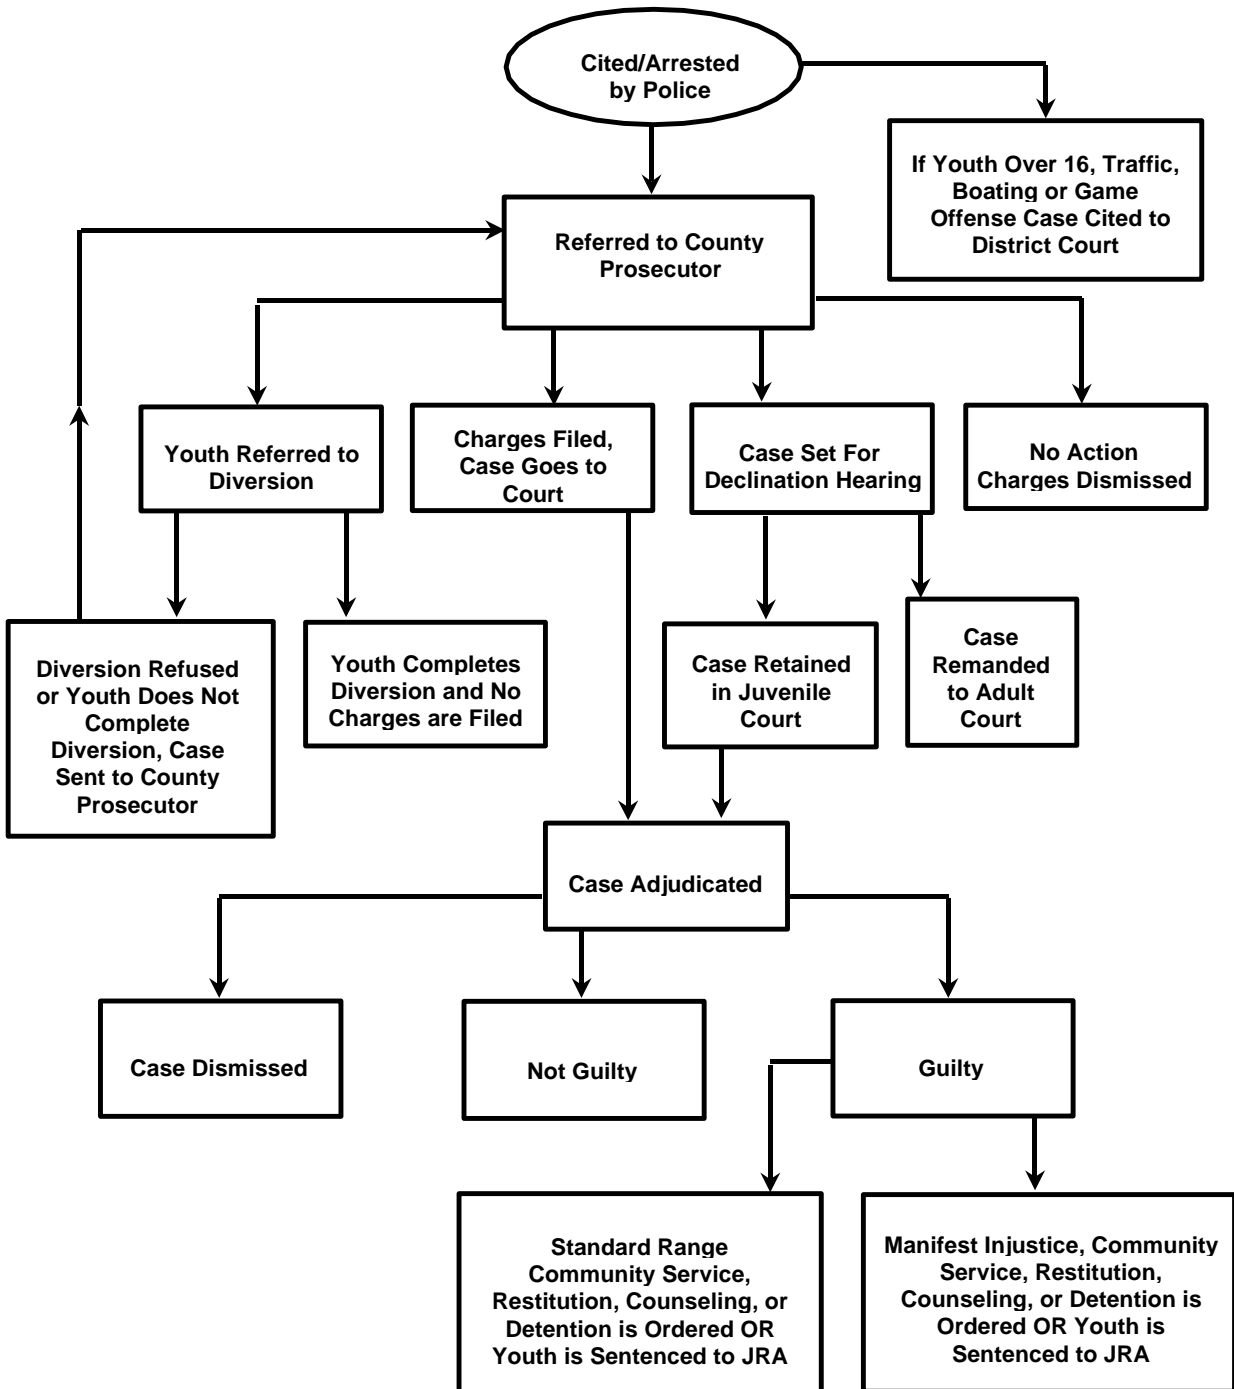 Cited/Arrested
by Police
If Youth Over 16, Traffic,
Boating or Game
Offense Case Cited to
District Court
Referred to County
Prosecutor
Youth Referred to
Diversion
Charges Filed,
Case Goes to
Court
Case Set For
Declination Hearing
No Action
Charges Dismissed
Diversion Refused
or Youth Does Not
Complete
Diversion, Case
Sent to County
Prosecutor
Youth Completes
Diversion and No
Charges are Filed
Case Retained
in Juvenile
Court
Case
Remanded
to Adult
Court
Case Adjudicated
Case Dismissed
Not Guilty
Guilty
Standard Range
Community Service,
Restitution, Counseling, or
Detention is Ordered OR
Youth is Sentenced to JRA
Manifest Injustice, Community
Service, Restitution,
Counseling, or Detention is
Ordered OR Youth is
Sentenced to JRA